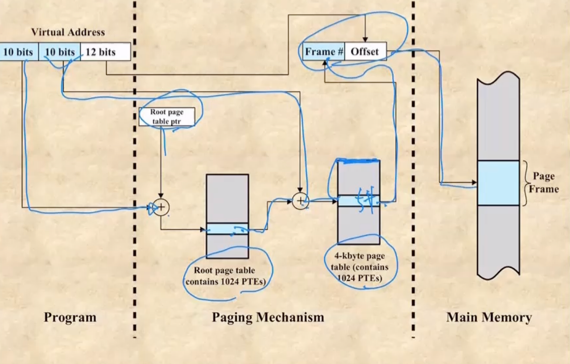 Virtual Address
10 bits
10 bits
12 bits
Frame #
Offset
Root page
table ptr
Page
Frame
Root page table
(contains 1024 PTEs)
4-kbyte page
table (contains
1024 PTEs)
Program
Paging Mechanism
Main Memory